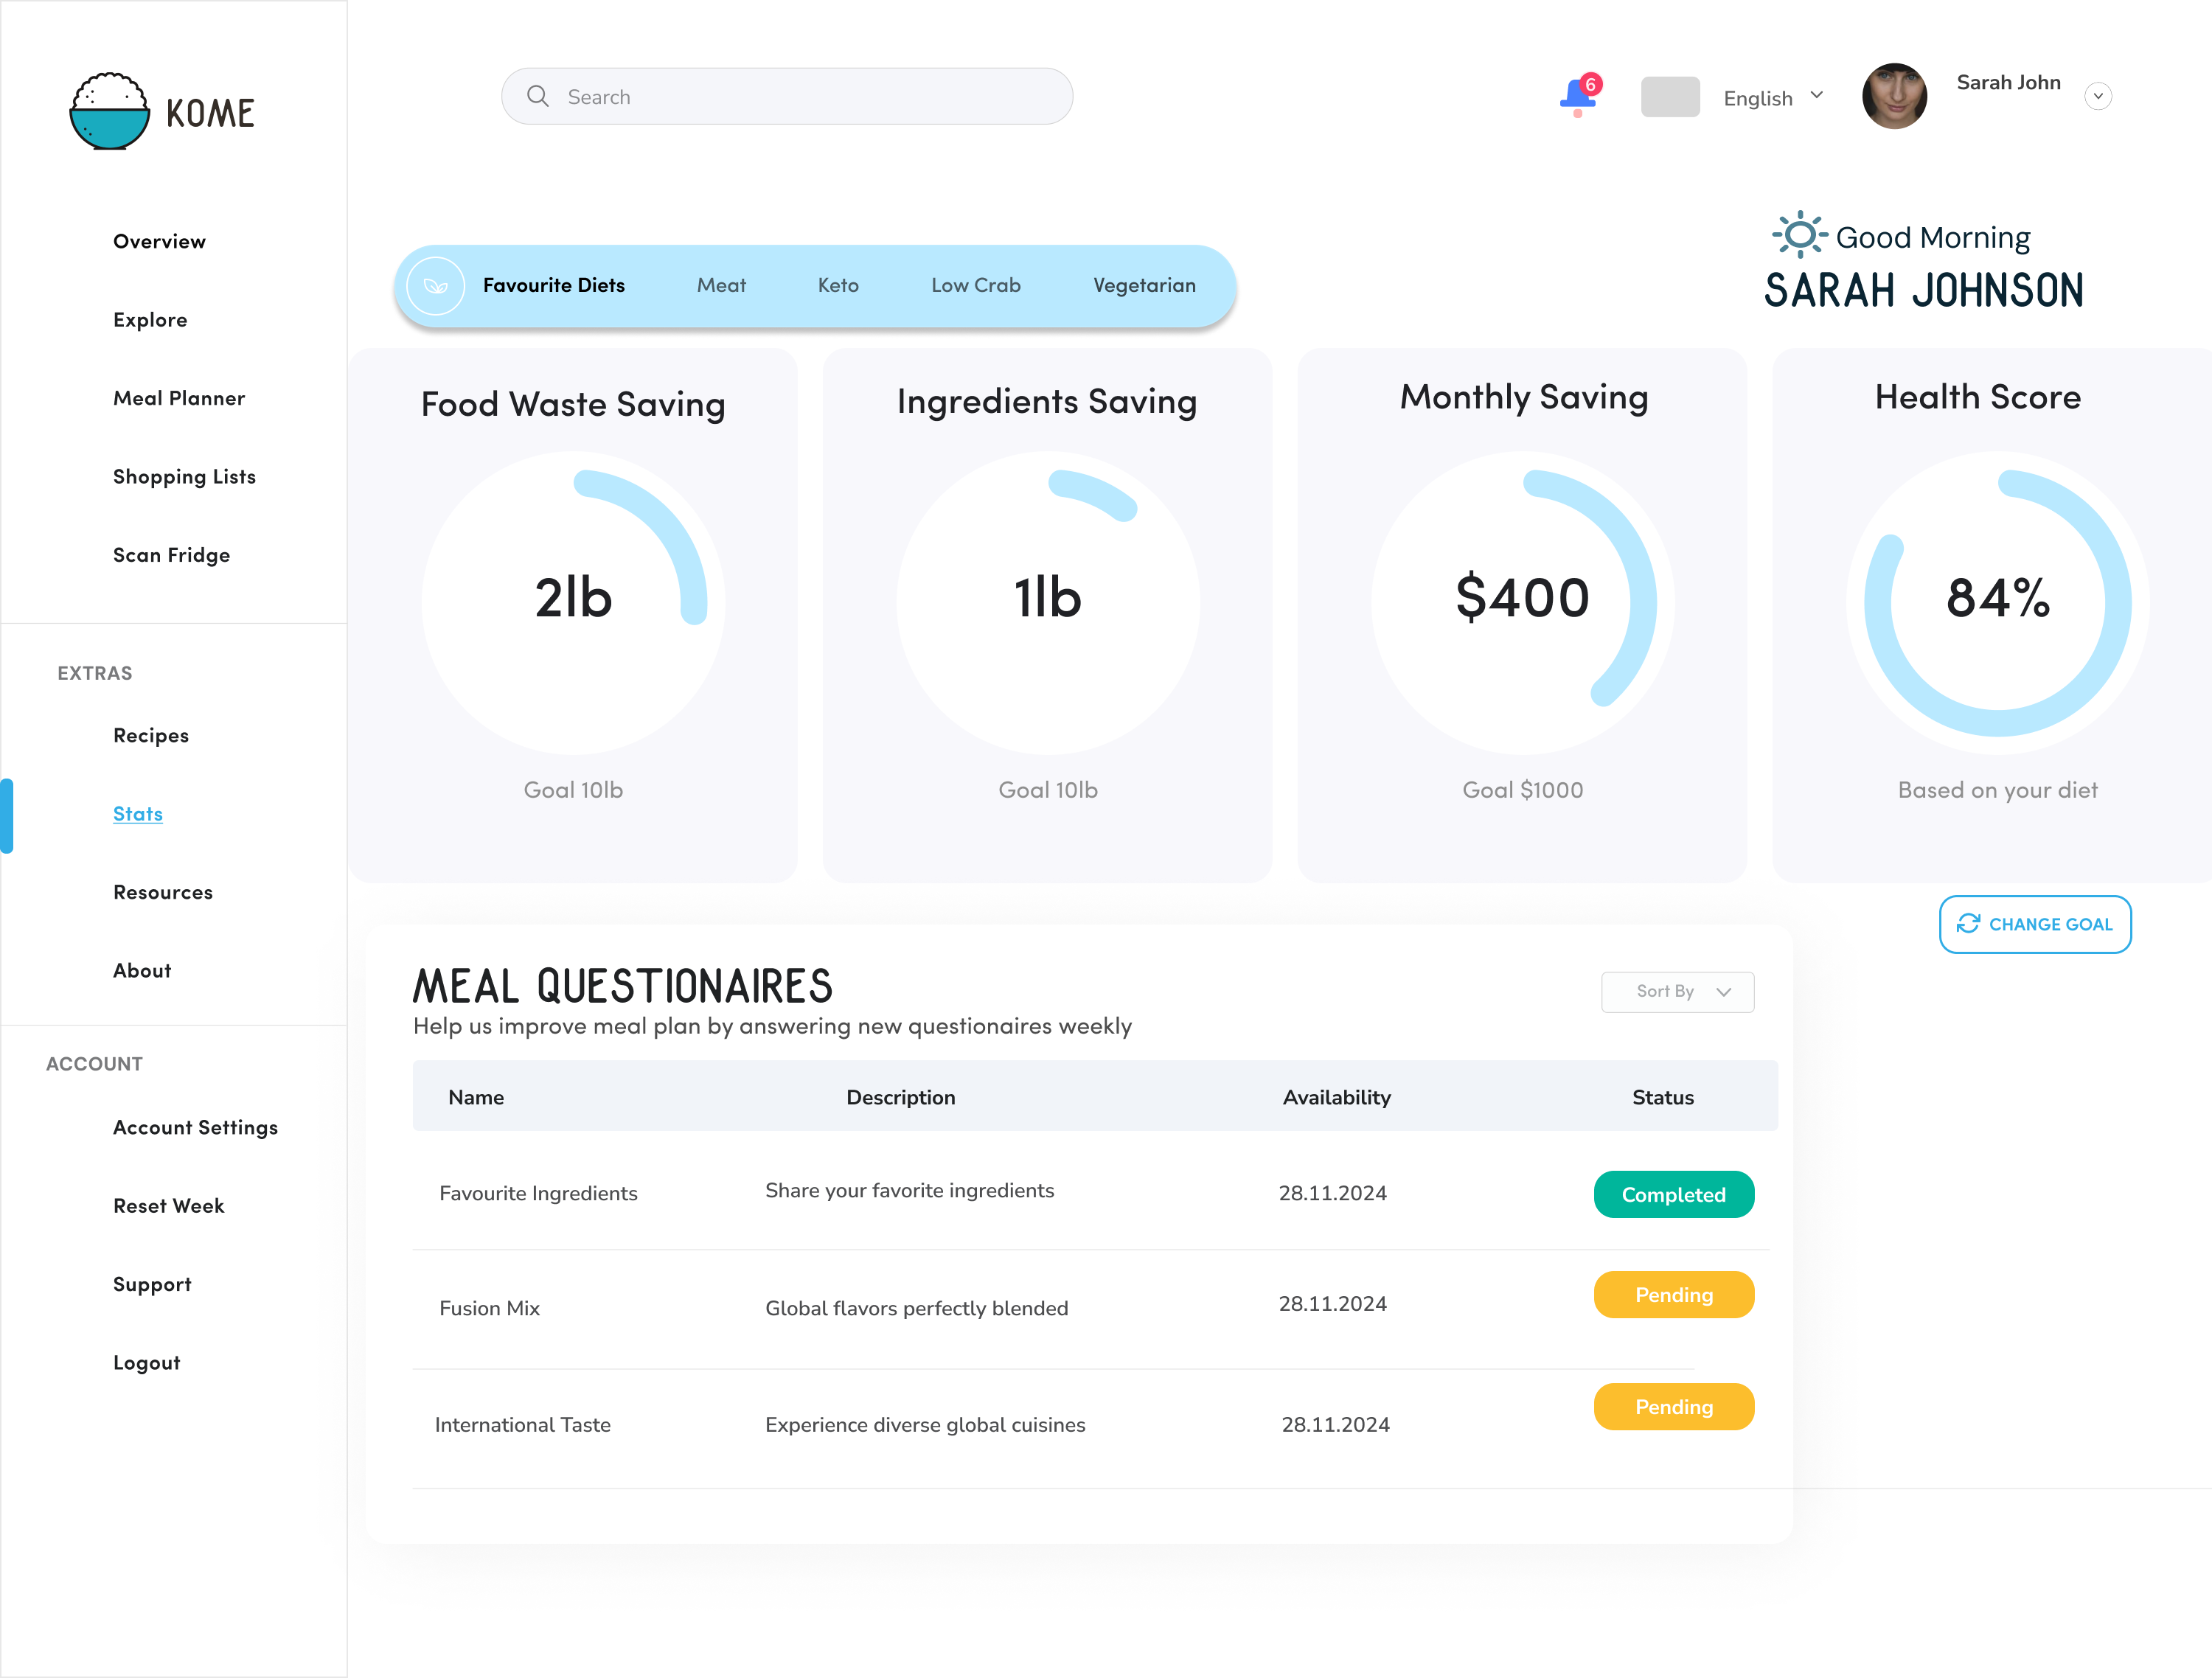 KOME
Search
6
English
Sarah John
Overview
Explore
Meal Planner
Shopping Lists
Scan Fridge
EXTRAS
Recipes
Stats
Resources
About
ACCOUNT
Account Settings
Reset Week
Support
Logout
Favourite Diets Meat Keto Low Crab Vegetarian
Good Morning
SARAH JOHNSON
Food Waste Saving
2lb
Goal 10lb
Ingredients Saving
1lb
Goal 10lb
Monthly Saving
$400
Goal $1000
Health Score
84%
Based on your diet
CHANGE GOAL
MEAL QUESTIONAIRES
Help us improve meal plan by answering new questionaires weekly
Sort By
Name Description Availability Status
Favourite Ingredients Share your favorite ingredients 28.11.2024 Completed
Fusion Mix Global flavors perfectly blended 28.11.2024 Pending
International Taste Experience diverse global cuisines 28.11.2024 Pending